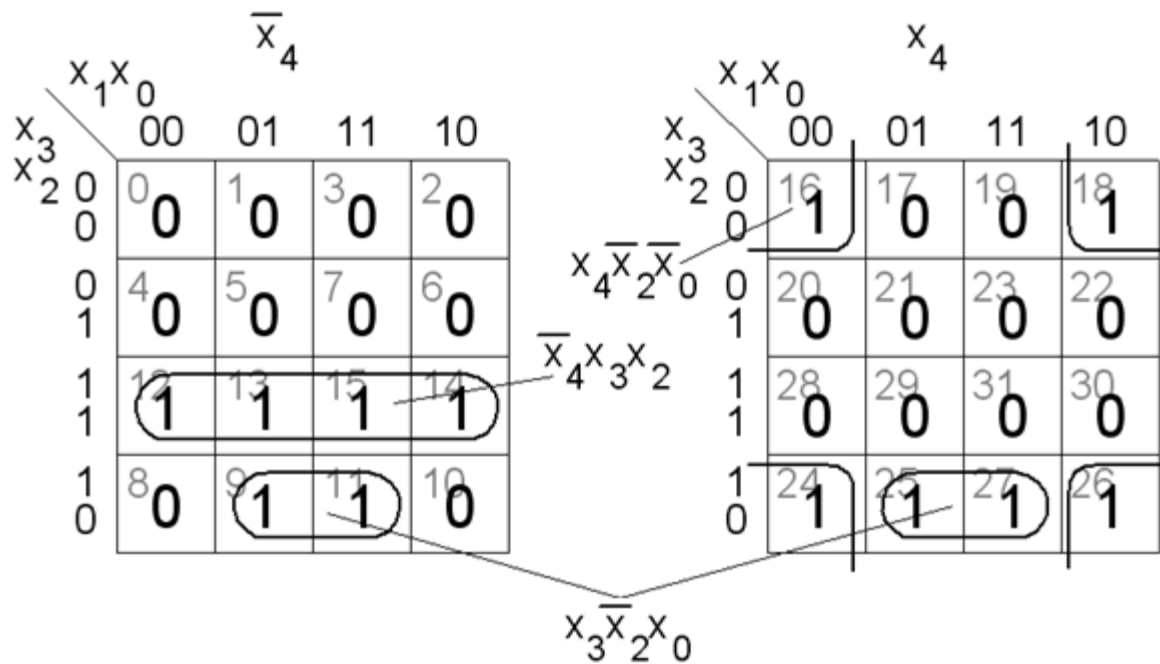 x̅₄ x₄
x₁x₀ x₁x₀
x₃ 00 01 11 10 x₃ 00 01 11 10
x₂ 0 0 1 3 2 x₂ 0 16 17 19 18
0 0 0 0 0 0 1 0 0 1
x₄x̅₂x̅₀
0 4 5 7 6 0 20 21 23 22
1 0 0 0 0 1 0 0 0 0
x̅₄x₃x₂
1 12 13 15 14 1 28 29 31 30
1 1 1 1 1 1 0 0 0 0
1 8 9 11 10 1 24 25 27 26
0 0 1 1 0 0 1 1 1 1
x₃x̅₂x₀